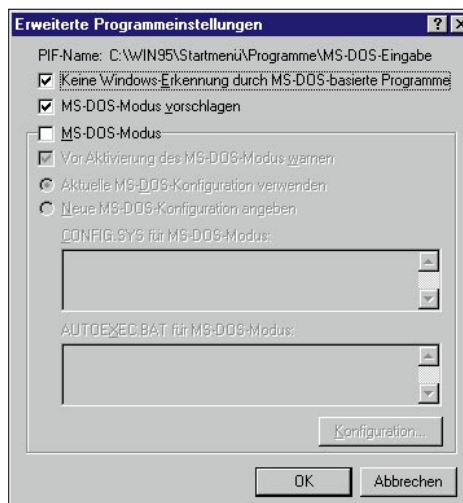 Erweiterte Programmeinstellungen
PIF-Name: C:\WIN95\Startmenü\Programme\MS-DOS-Eingabe
Keine Windows-Erkennung durch MS-DOS-basierte Programme
MS-DOS-Modus vorschlagen
MS-DOS-Modus
Vor Aktivierung des MS-DOS-Modus warnen
Aktuelle MS-DOS-Konfiguration verwenden
Neue MS-DOS-Konfiguration angeben
CONFIG.SYS für MS-DOS-Modus:
AUTOEXEC.BAT für MS-DOS-Modus:
Konfiguration...
OK Abbrechen